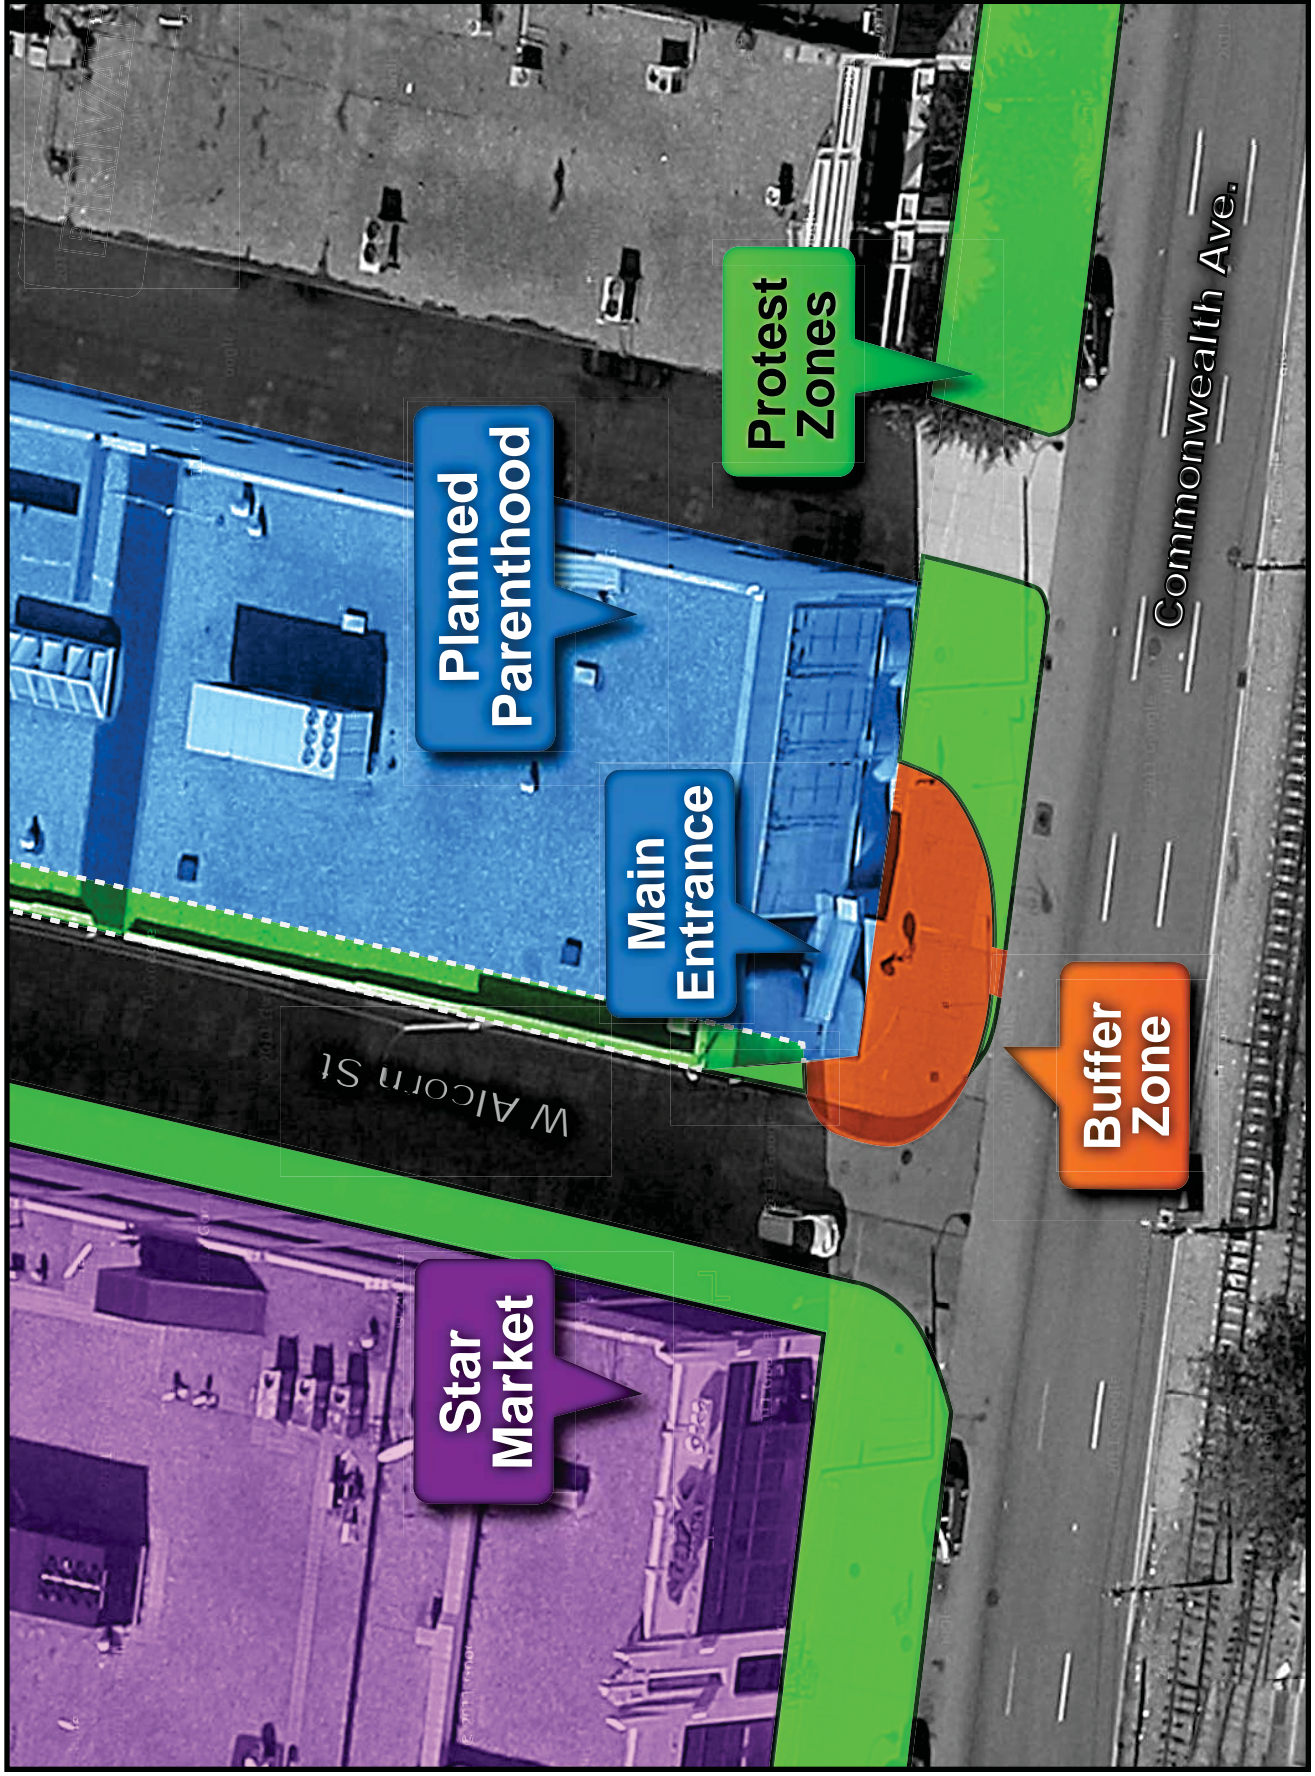 Star
Market
Planned
Parenthood
Main
Entrance
Protest
Zones
Buffer
Zone
W Alcorn St
Commonwealth Ave.